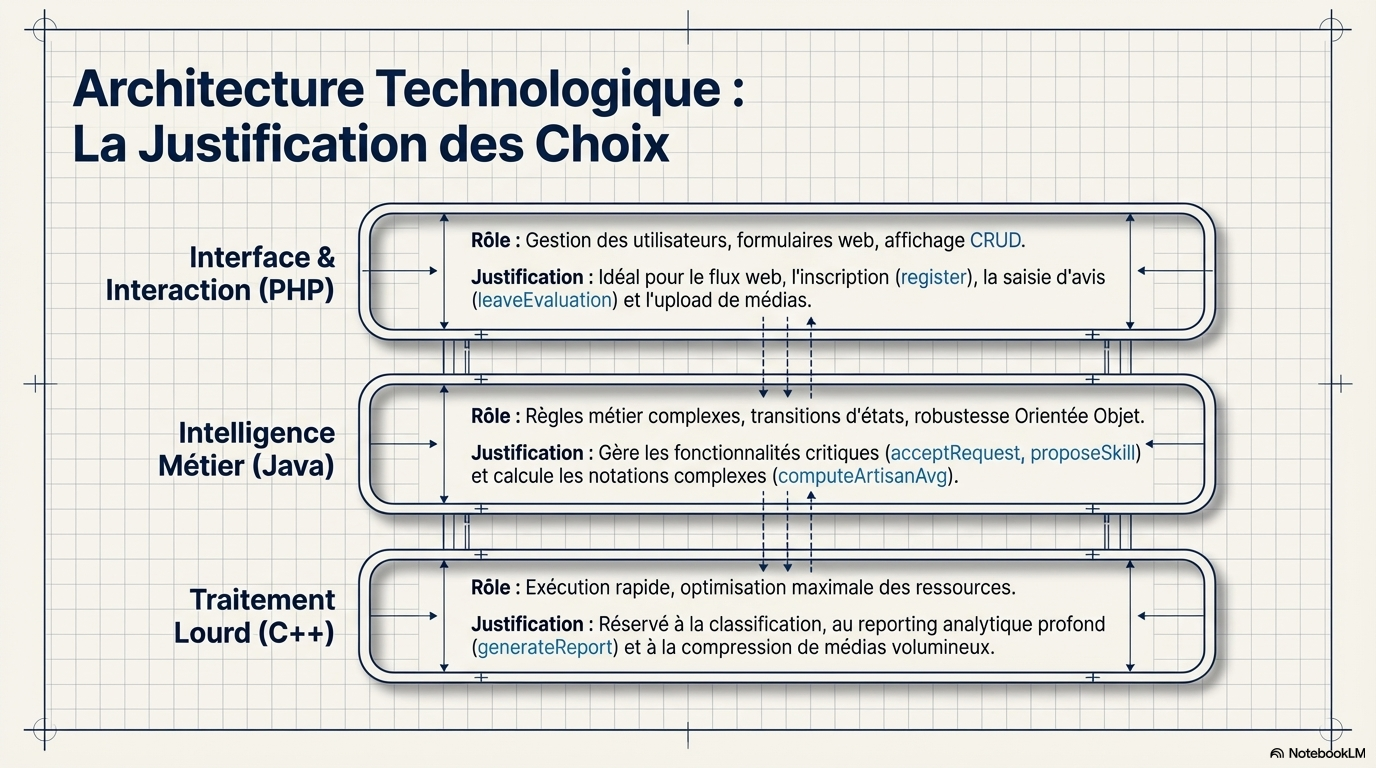 Architecture Technologique :
La Justification des Choix
Interface &
Interaction (PHP)
Rôle : Gestion des utilisateurs, formulaires web, affichage CRUD.
Justification : Idéal pour le flux web, l'inscription (register), la saisie d'avis
(leaveEvaluation) et l'upload de médias.
Intelligence
Métier (Java)
Rôle : Règles métier complexes, transitions d'états, robustesse Orientée Objet.
Justification : Gère les fonctionnalités critiques (acceptRequest, proposeSkill)
et calcule les notations complexes (computeArtisanAvg).
Traitement
Lourd (C++)
Rôle : Exécution rapide, optimisation maximale des ressources.
Justification : Réservé à la classification, au reporting analytique profond
(generateReport) et à la compression de médias volumineux.
NotebookLM